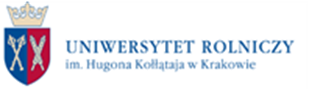 UNIWERSYTET ROLNICZY
im. Hugona Kołłątaja w Krakowie